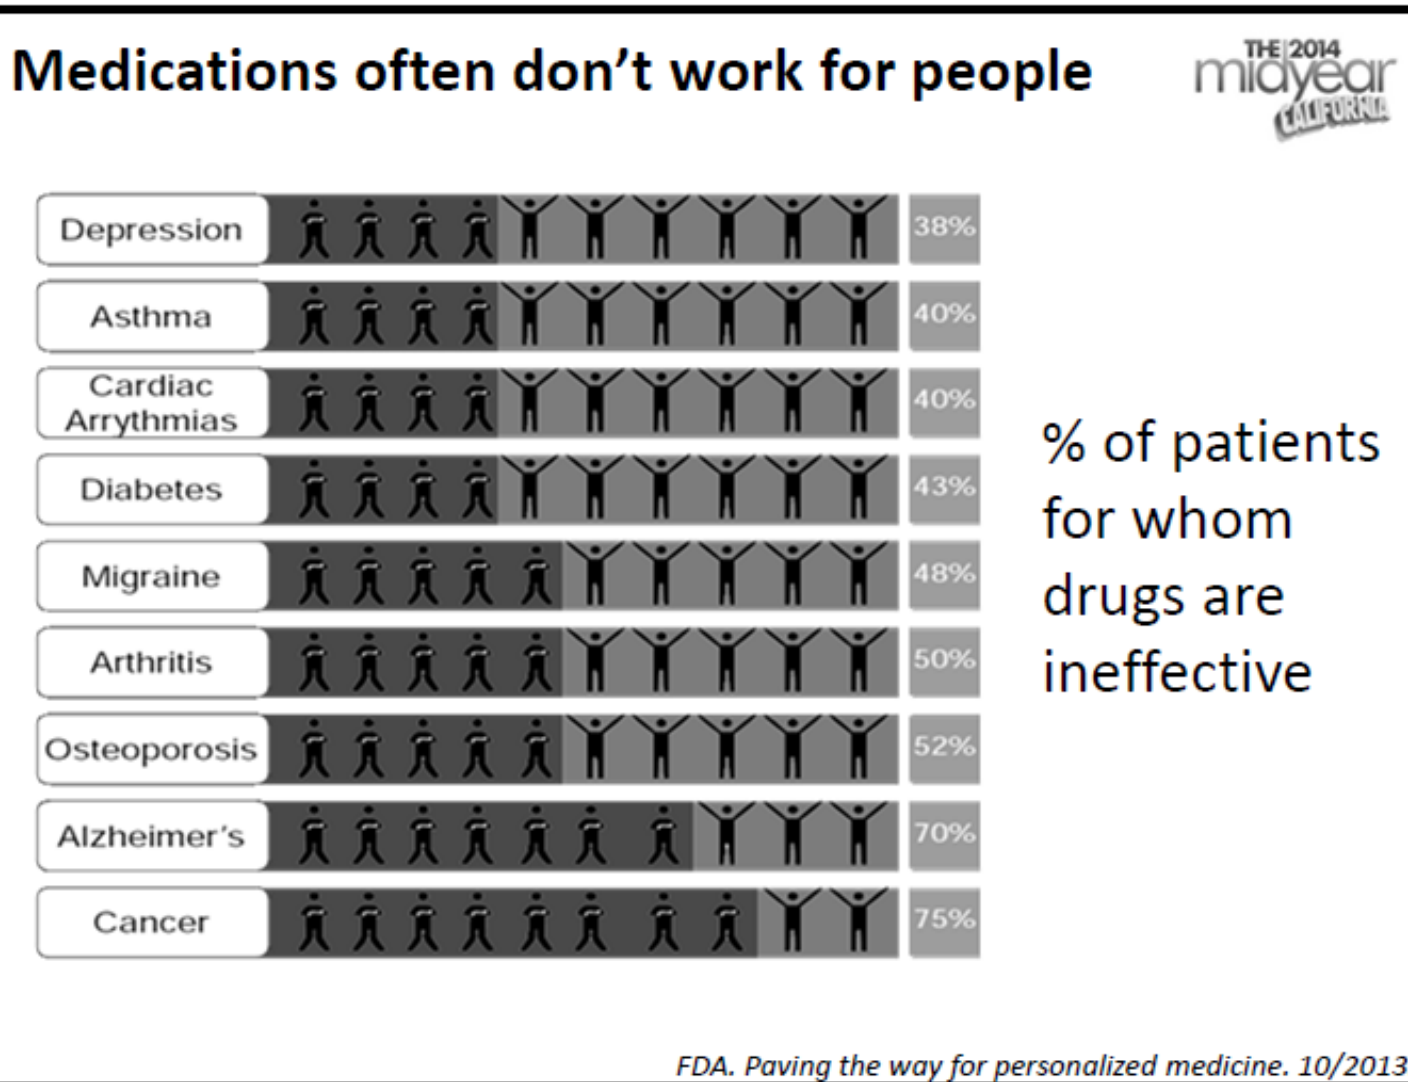 Medications often don't work for people
THE 2014
midyear
CALIFORNIA
Depression 38%
Asthma 40%
Cardiac
Arrythmias 40%
Diabetes 43%
Migraine 48%
Arthritis 50%
Osteoporosis 52%
Alzheimer's 70%
Cancer 75%
% of patients
for whom
drugs are
ineffective
FDA. Paving the way for personalized medicine. 10/2013